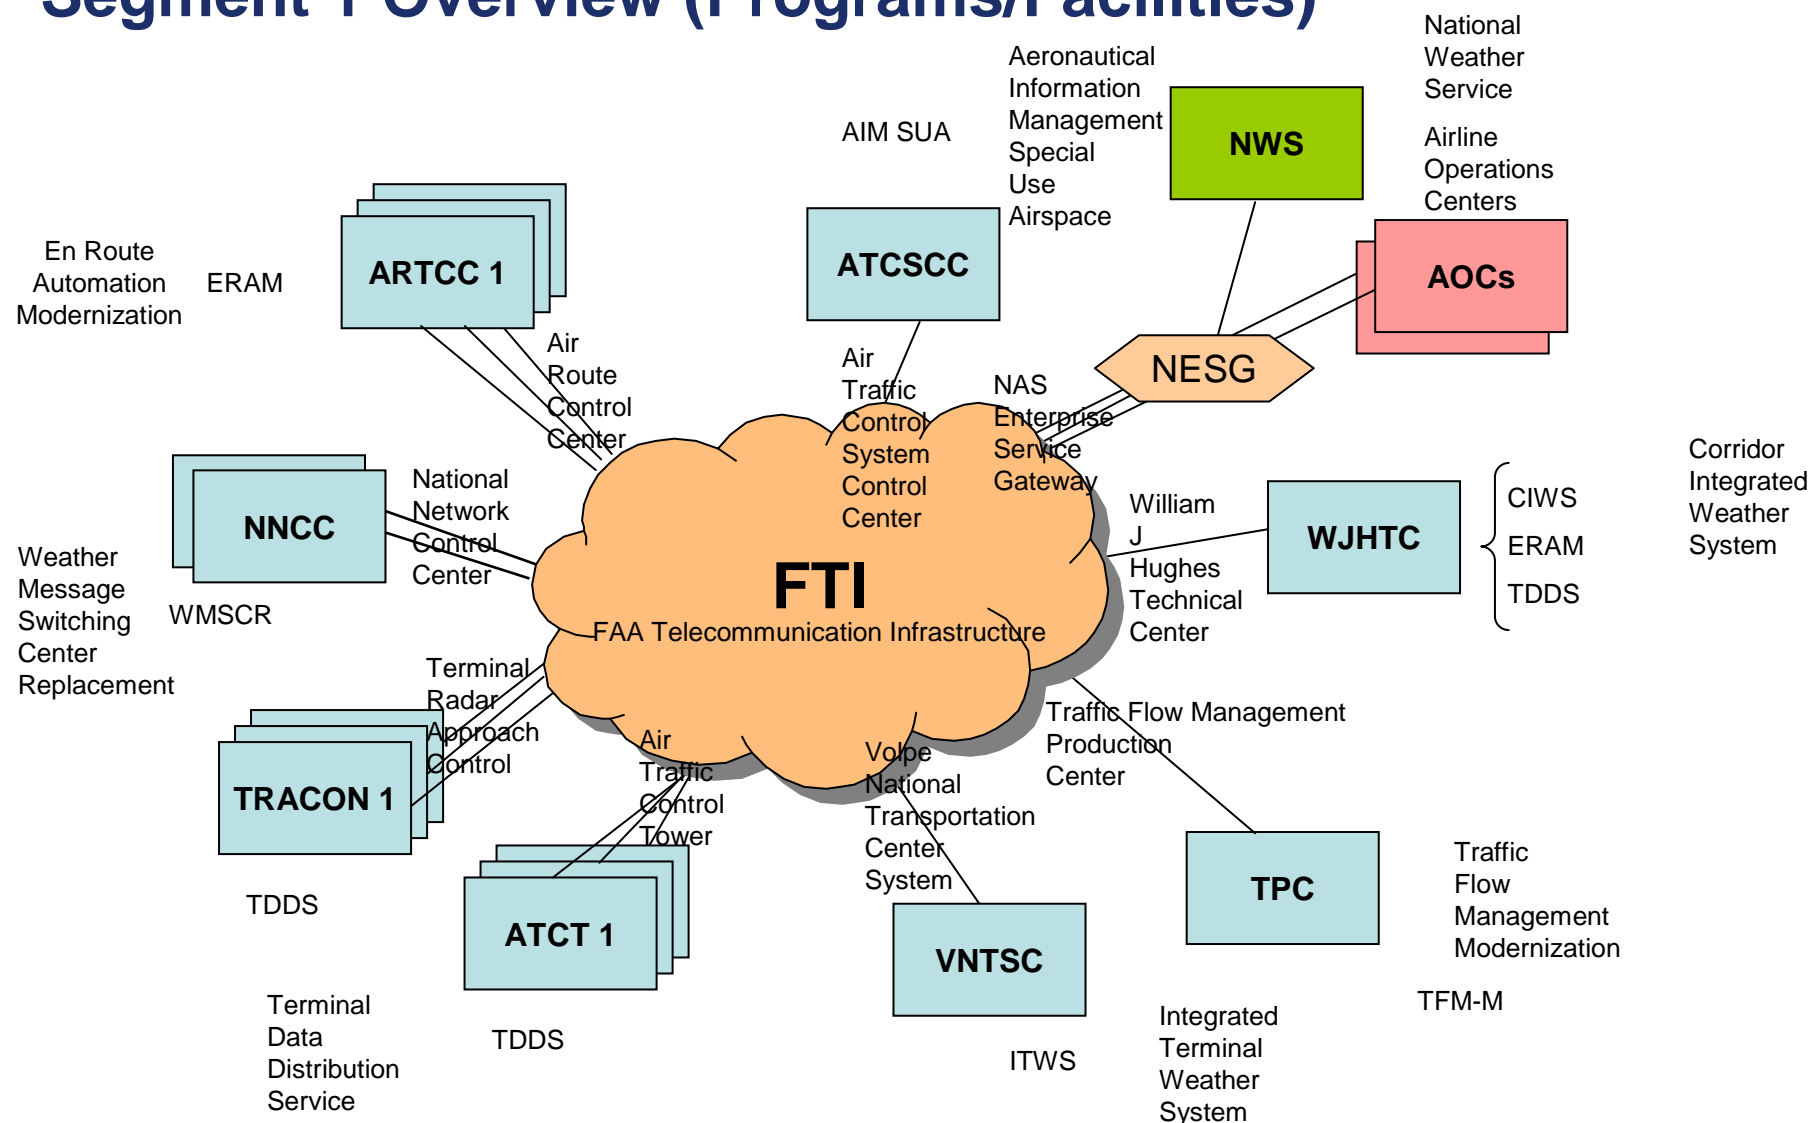 Segment 1 Overview (Programs/Facilities)
National
Weather
Service
Aeronautical
Information
Management
Special
Use
Airspace
AIM SUA
NWS
Airline
Operations
Centers
En Route
Automation
Modernization
ERAM
ARTCC 1
ATCSCC
AOCs
Air
Route
Control
Center
Air
Traffic
Control
System
Control
Center
NAS
Enterprise
Service
Gateway
NESG
National
Network
Control
Center
NNCC
William
J
Hughes
Technical
Center
WJHTC
CIWS
ERAM
TDDS
Corridor
Integrated
Weather
System
Weather
Message
Switching
Center
Replacement
WMSCR
FTI
FAA Telecommunication Infrastructure
Terminal
Radar
Approach
Control
TRACON 1
TDDS
Air
Traffic
Control
Tower
ATCT 1
TDDS
Volpe
National
Transportation
Center
System
VNTSC
ITWS
Traffic Flow Management
Production
Center
TPC
Traffic
Flow
Management
Modernization
TFM-M
Terminal
Data
Distribution
Service
Integrated
Terminal
Weather
System